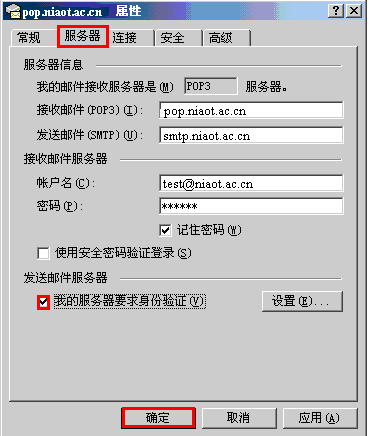 pop.niaot.ac.cn 属性
常规 服务器 连接 安全 高级
服务器信息
我的邮件接收服务器是(M) POP3 服务器。
接收邮件(POP3)(I): pop.niaot.ac.cn
发送邮件(SMTP)(U): smtp.niaot.ac.cn
接收邮件服务器
帐户名(C): test@niaot.ac.cn
密码(P): ******
记住密码(W)
使用安全密码验证登录(S)
发送邮件服务器
我的服务器要求身份验证(V) 设置(E)...
确定 取消 应用(A)